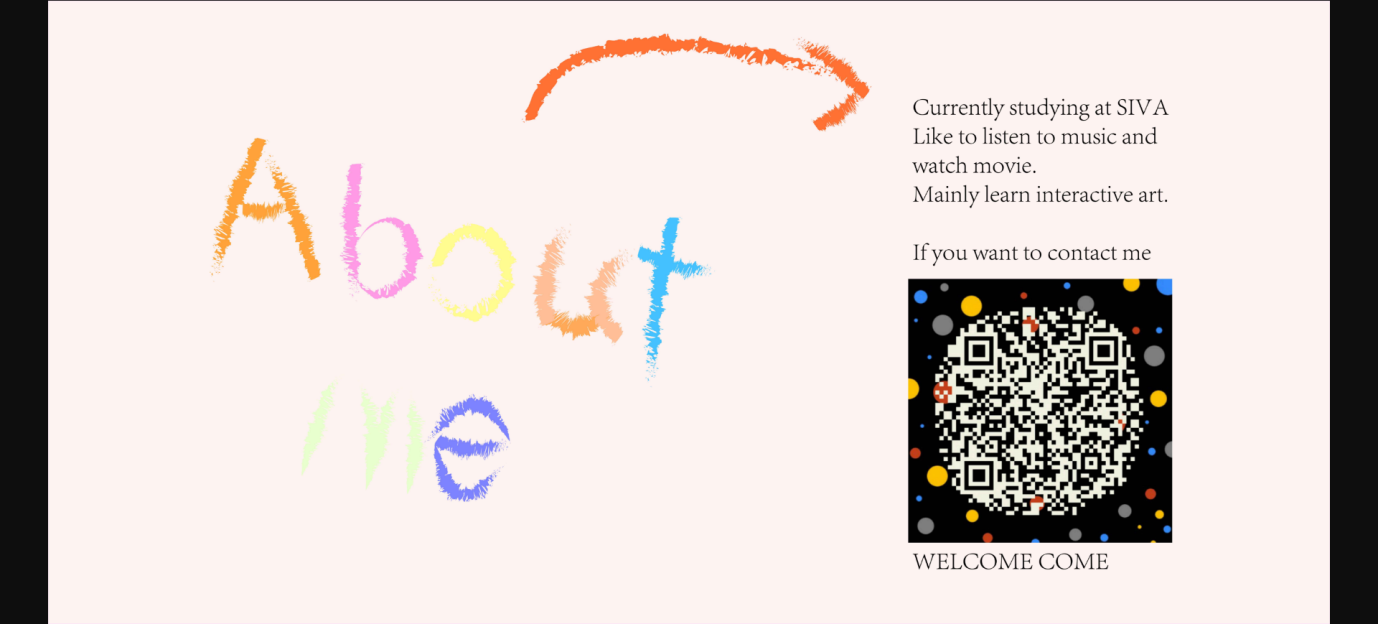 About
me
Currently studying at SIVA
Like to listen to music and
watch movie.
Mainly learn interactive art.
If you want to contact me
WELCOME COME